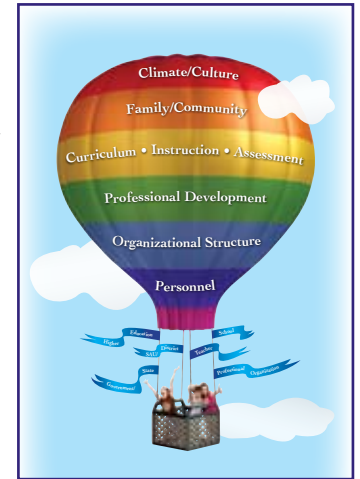 Climate/Culture
Family/Community
Curriculum • Instruction • Assessment
Professional Development
Organizational Structure
Personnel
Higher Education
School
SAU/ District
Teacher
State Government
Professional Organization